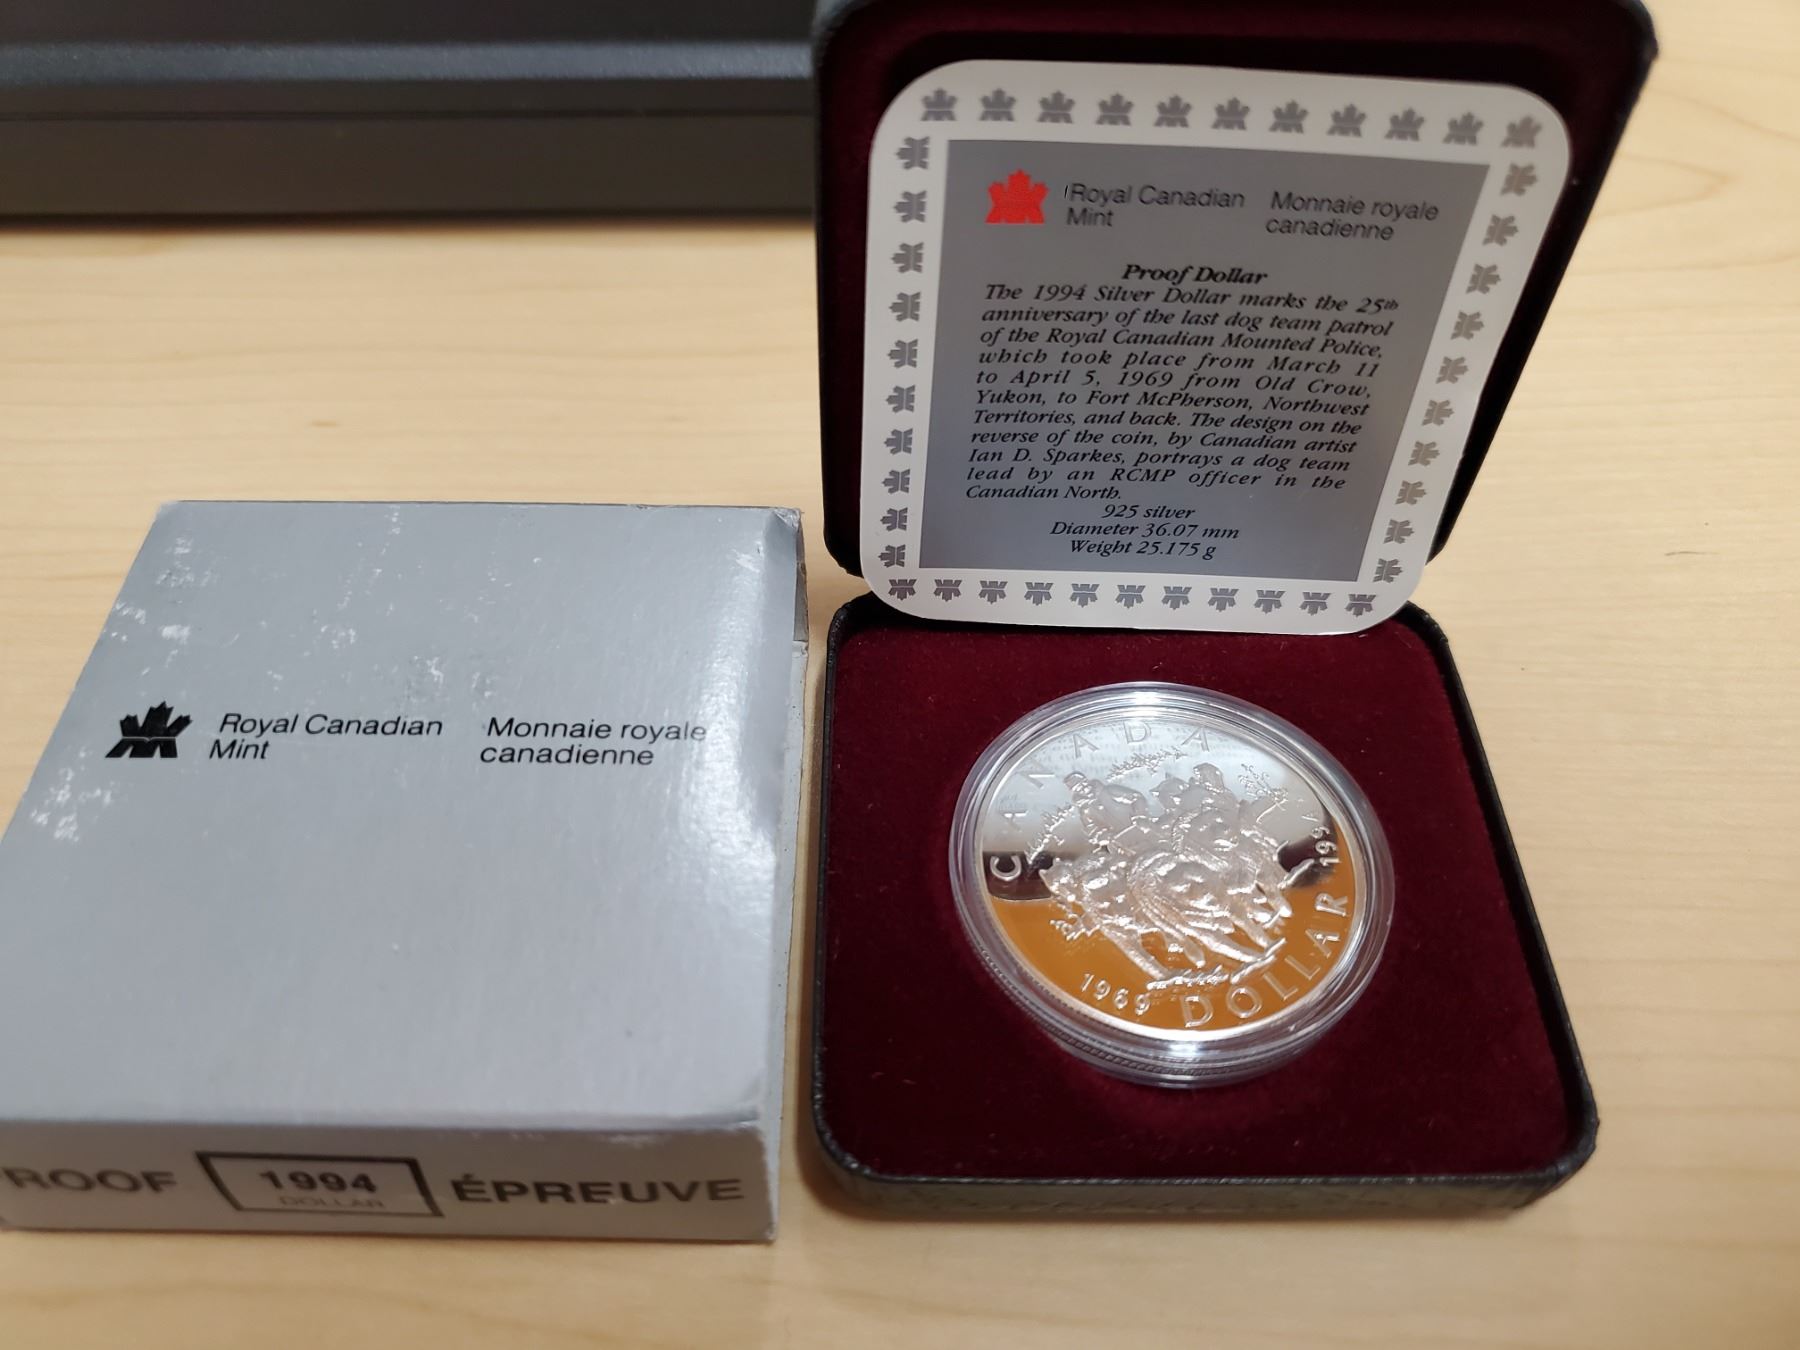 Royal Canadian
Mint
Monnaie royale
canadienne
Proof Dollar
The 1994 Silver Dollar marks the 25th
anniversary of the last dog team patrol
of the Royal Canadian Mounted Police,
which took place from March 11
to April 5, 1969 from Old Crow,
Yukon, to Fort McPherson, Northwest
Territories, and back. The design on the
reverse of the coin, by Canadian artist
Ian D. Sparkes, portrays a dog team
lead by an RCMP officer in the
Canadian North.
925 silver
Diameter 36.07 mm
Weight 25.175 g
Royal Canadian
Mint
Monnaie royale
canadienne
ROOF
1994
DOLLAR
ÉPREUVE
CANADA
1969 DOLLAR 1994